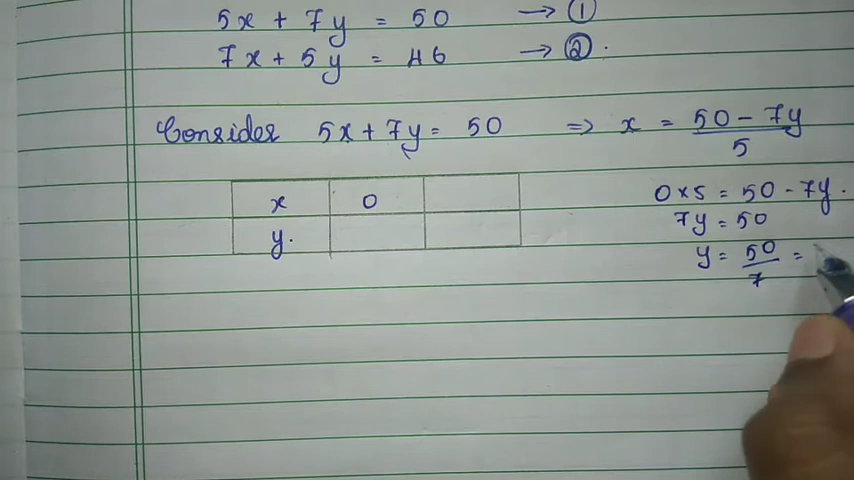 5x + 7y = 50 → ①
7x + 5y = 46 → ②.
Consider 5x + 7y = 50 ⇒ x = (50 - 7y)/5
x 0
y.
0 × 5 = 50 - 7y.
7y = 50
y = 50/7 =